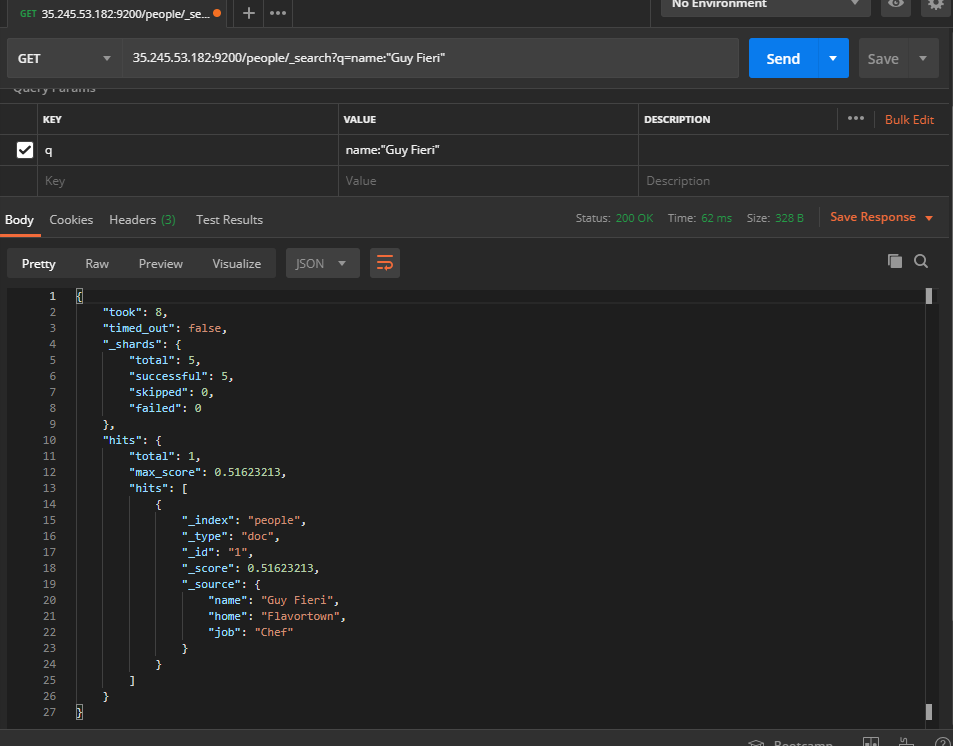 GET 35.245.53.182:9200/people/_se...
No Environment
GET 35.245.53.182:9200/people/_search?q=name:"Guy Fieri" Send Save
Query Params
KEY VALUE DESCRIPTION ••• Bulk Edit
q name:"Guy Fieri"
Key Value Description
Body Cookies Headers (3) Test Results Status: 200 OK Time: 62 ms Size: 328 B Save Response
Pretty Raw Preview Visualize JSON
1 {
2 "took": 8,
3 "timed_out": false,
4 "_shards": {
5 "total": 5,
6 "successful": 5,
7 "skipped": 0,
8 "failed": 0
9 },
10 "hits": {
11 "total": 1,
12 "max_score": 0.51623213,
13 "hits": [
14 {
15 "_index": "people",
16 "_type": "doc",
17 "_id": "1",
18 "_score": 0.51623213,
19 "_source": {
20 "name": "Guy Fieri",
21 "home": "Flavortown",
22 "job": "Chef"
23 }
24 }
25 ]
26 }
27 }
Bootcamp